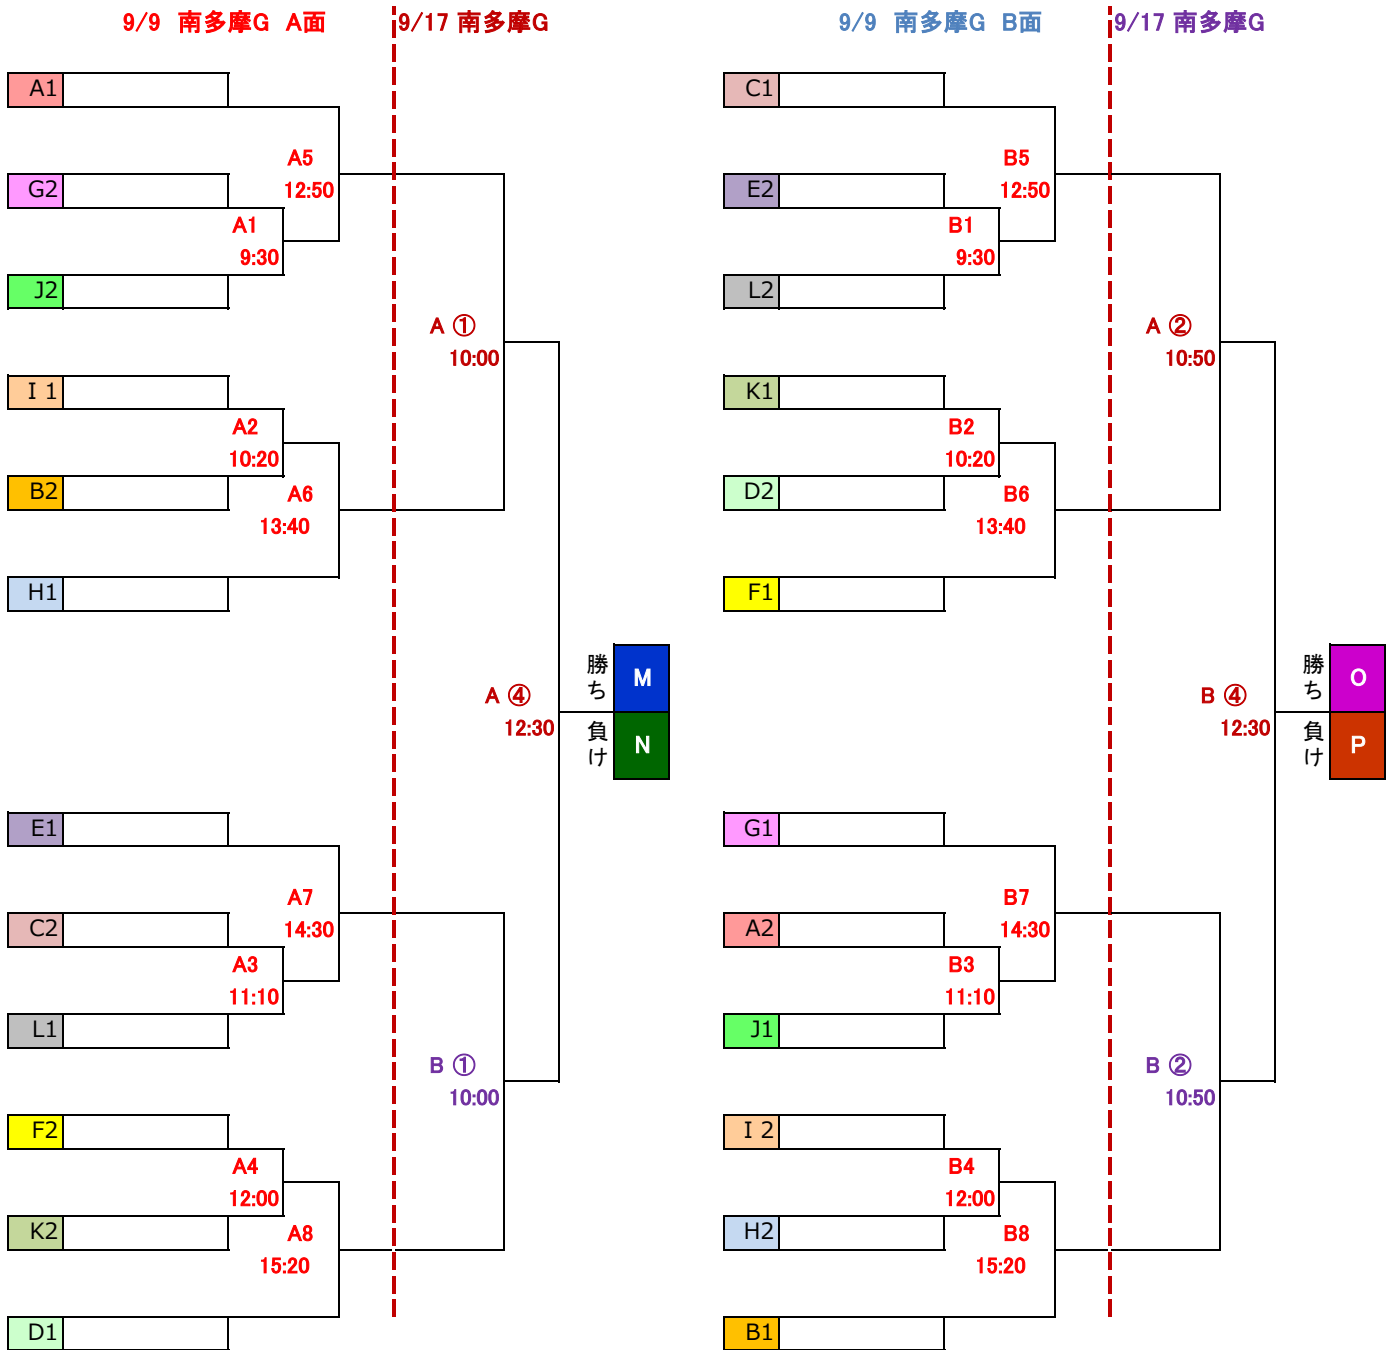 9/9 南多摩G A面
9/17 南多摩G
A1
A5
12:50
G2
A1
9:30
J2
A ①
10:00
I 1
A2
10:20
B2
A6
13:40
H1
勝ち
M
A ④
12:30
負け
N
E1
A7
14:30
C2
A3
11:10
L1
B ①
10:00
F2
A4
12:00
K2
A8
15:20
D1
9/9 南多摩G B面
9/17 南多摩G
C1
B5
12:50
E2
B1
9:30
L2
A ②
10:50
K1
B2
10:20
D2
B6
13:40
F1
勝ち
O
B ④
12:30
負け
P
G1
B7
14:30
A2
B3
11:10
J1
B ②
10:50
I 2
B4
12:00
H2
B8
15:20
B1